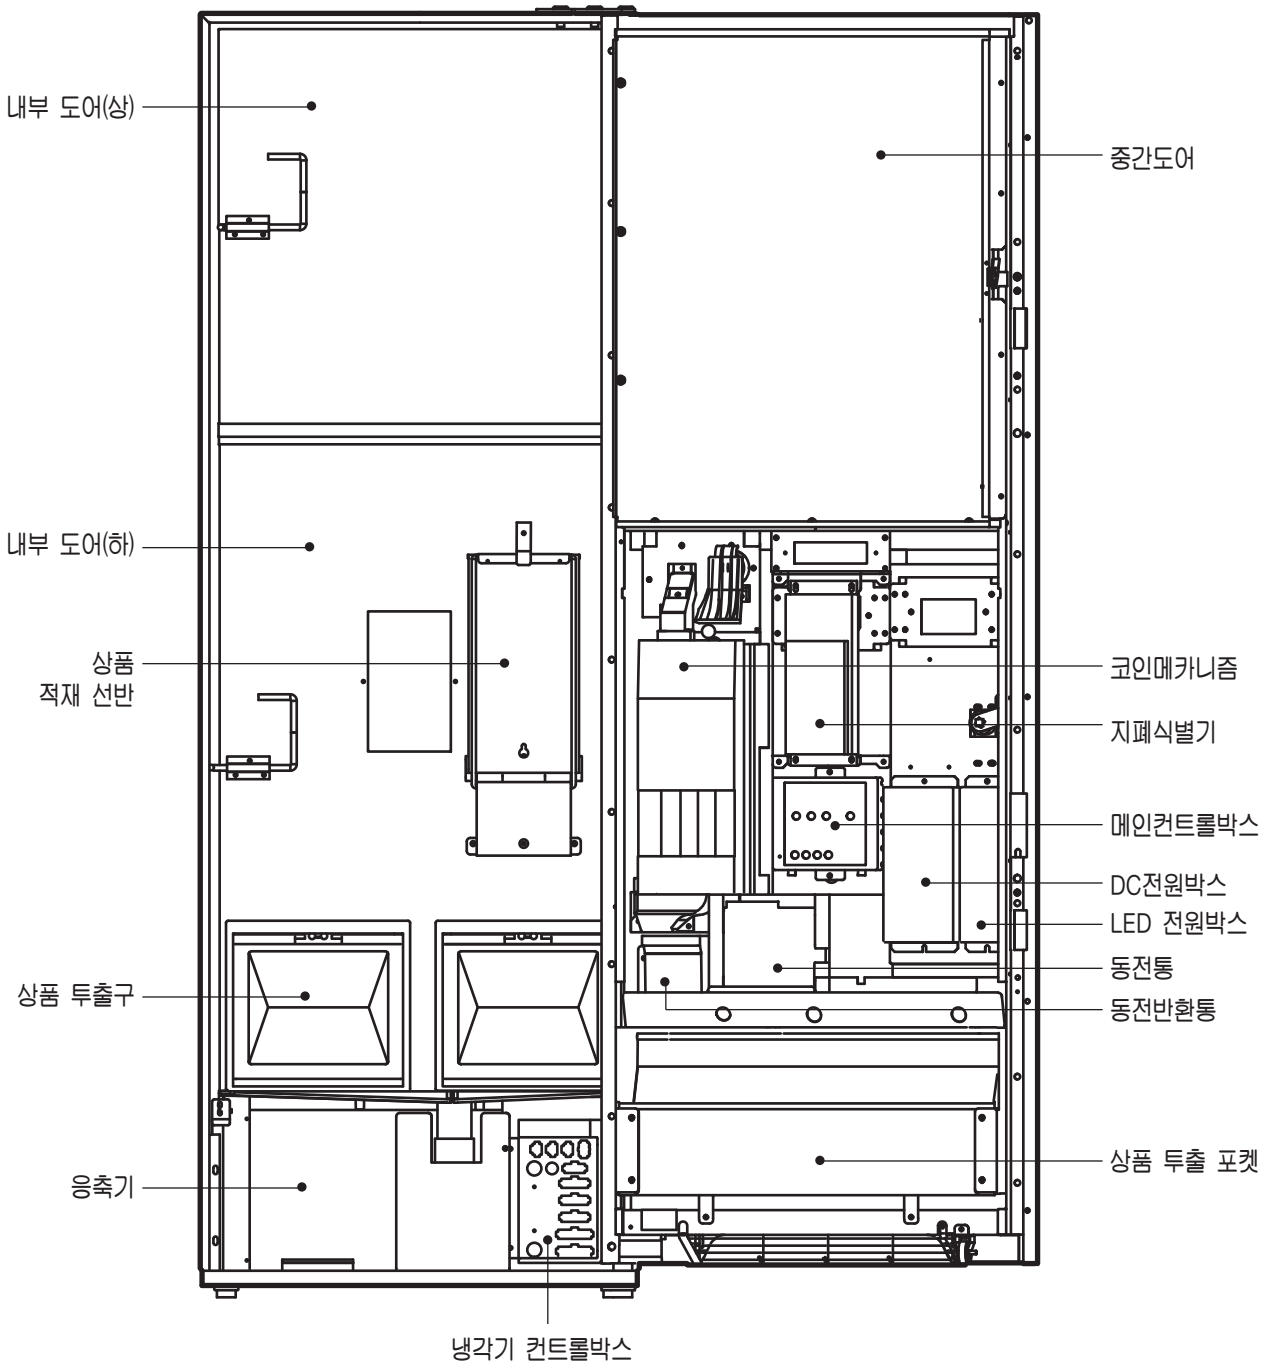 내부 도어(상)
중간도어
내부 도어(하)
상품
적재 선반
코인메카니즘
지폐식별기
메인컨트롤박스
DC전원박스
LED 전원박스
동전통
상품 투출구
동전반환통
상품 투출 포켓
응축기
냉각기 컨트롤박스